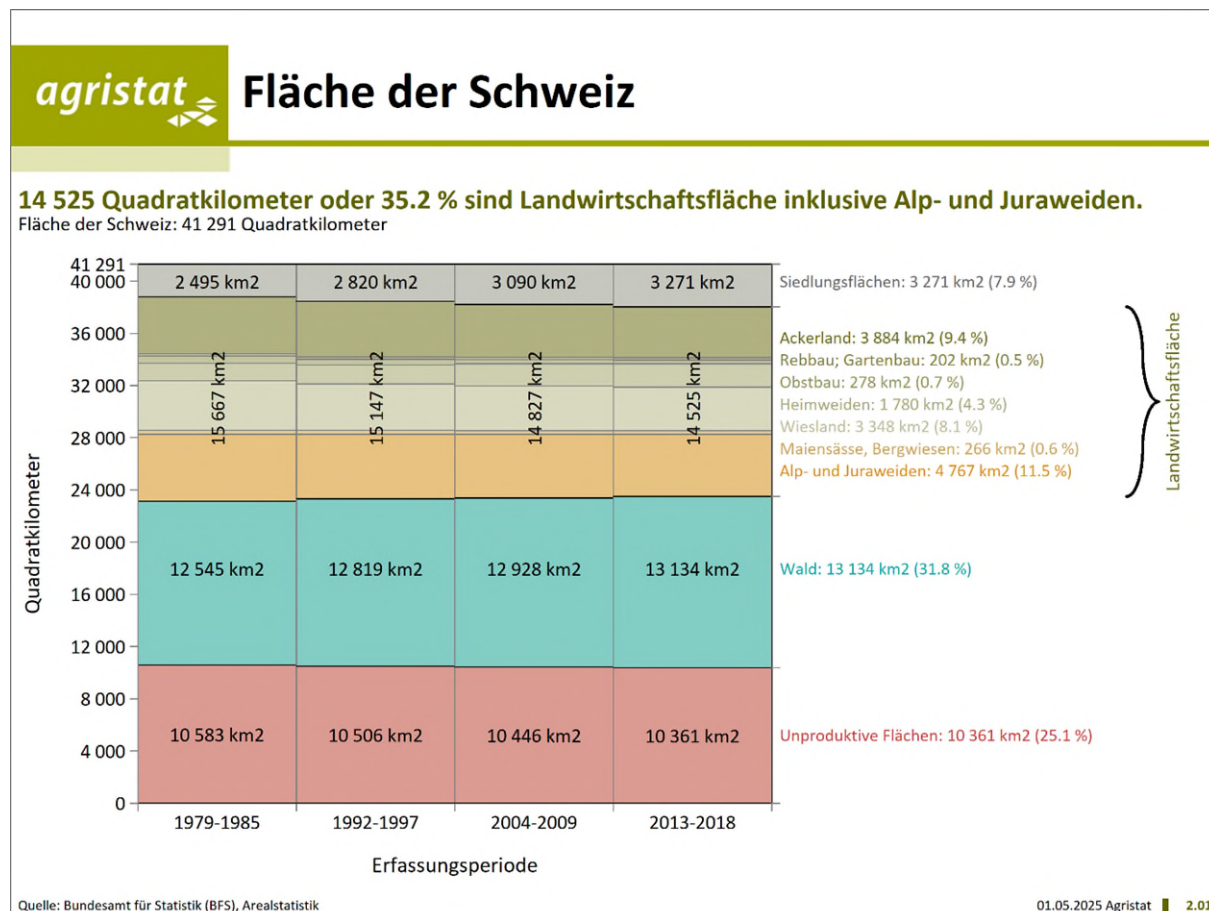 agristat
Fläche der Schweiz
14 525 Quadratkilometer oder 35.2 % sind Landwirtschaftsfläche inklusive Alp- und Juraweiden.
Fläche der Schweiz: 41 291 Quadratkilometer
Quadratkilometer
41 291
40 000
36 000
32 000
28 000
24 000
20 000
16 000
12 000
8 000
4 000
0
2 495 km2
2 820 km2
3 090 km2
3 271 km2
15 667 km2
15 147 km2
14 827 km2
14 525 km2
12 545 km2
12 819 km2
12 928 km2
13 134 km2
10 583 km2
10 506 km2
10 446 km2
10 361 km2
Siedlungsflächen: 3 271 km2 (7.9 %)
Ackerland: 3 884 km2 (9.4 %)
Rebbau; Gartenbau: 202 km2 (0.5 %)
Obstbau: 278 km2 (0.7 %)
Heimweiden: 1 780 km2 (4.3 %)
Wiesland: 3 348 km2 (8.1 %)
Maiensässe, Bergwiesen: 266 km2 (0.6 %)
Alp- und Juraweiden: 4 767 km2 (11.5 %)
Landwirtschaftsfläche
Wald: 13 134 km2 (31.8 %)
Unproduktive Flächen: 10 361 km2 (25.1 %)
1979-1985
1992-1997
2004-2009
2013-2018
Erfassungsperiode
Quelle: Bundesamt für Statistik (BFS), Arealstatistik
01.05.2025 Agristat
2.01